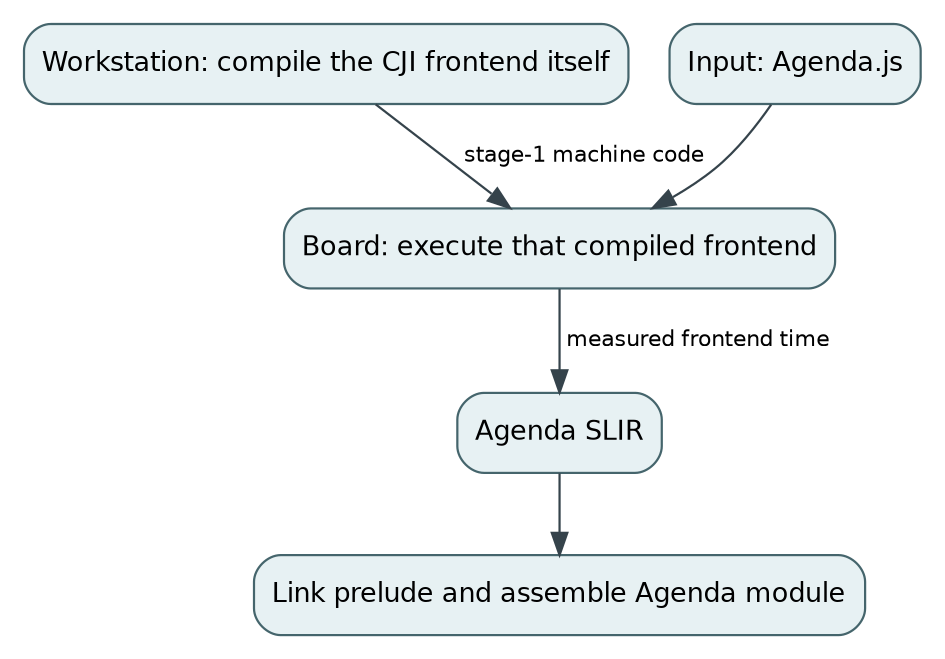 Workstation: compile the CJI frontend itself
Input: Agenda.js
stage-1 machine code
Board: execute that compiled frontend
measured frontend time
Agenda SLIR
Link prelude and assemble Agenda module